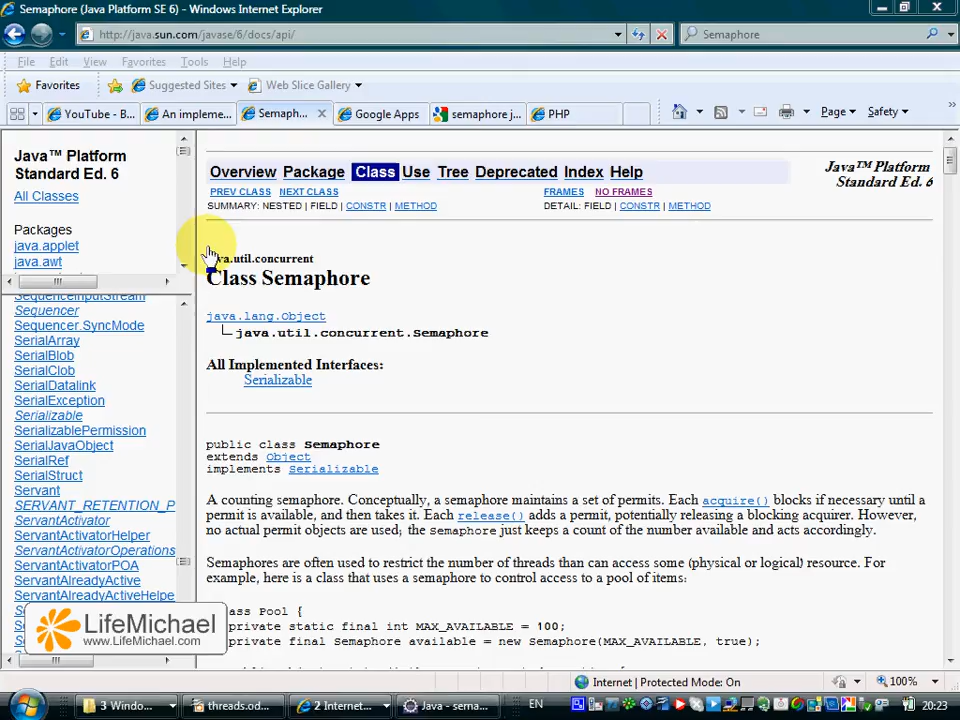 Semaphore (Java Platform SE 6) - Windows Internet Explorer
http://java.sun.com/javase/6/docs/api/
Semaphore
File Edit View Favorites Tools Help
Favorites Suggested Sites Web Slice Gallery
YouTube - B... An impleme... Semaph... Google Apps semaphore j... PHP Page Safety
Java™ Platform
Standard Ed. 6
All Classes
Packages
java.applet
java.awt
SequenceInputStream
Sequencer
Sequencer.SyncMode
SerialArray
SerialBlob
SerialClob
SerialDatalink
SerialException
Serializable
SerializablePermission
SerialJavaObject
SerialRef
SerialStruct
Servant
SERVANT_RETENTION_P
ServantActivator
ServantActivatorHelper
ServantActivatorOperations
ServantActivatorPOA
ServantAlreadyActive
ServantAlreadyActiveHelpe
LifeMichael
www.LifeMichael.com
Overview Package Class Use Tree Deprecated Index Help
Java™ Platform
Standard Ed. 6
PREV CLASS NEXT CLASS FRAMES NO FRAMES
SUMMARY: NESTED | FIELD | CONSTR | METHOD DETAIL: FIELD | CONSTR | METHOD
java.util.concurrent
Class Semaphore
java.lang.Object
java.util.concurrent.Semaphore
All Implemented Interfaces:
Serializable
public class Semaphore
extends Object
implements Serializable
A counting semaphore. Conceptually, a semaphore maintains a set of permits. Each acquire() blocks if necessary until a
permit is available, and then takes it. Each release() adds a permit, potentially releasing a blocking acquirer. However,
no actual permit objects are used; the semaphore just keeps a count of the number available and acts accordingly.
Semaphores are often used to restrict the number of threads than can access some (physical or logical) resource. For
example, here is a class that uses a semaphore to control access to a pool of items:
class Pool {
private static final int MAX_AVAILABLE = 100;
private final Semaphore available = new Semaphore(MAX_AVAILABLE, true);
Internet | Protected Mode: On 100%
3 Windo... threads.od... 2 Internet... Java - sema... EN 20:23